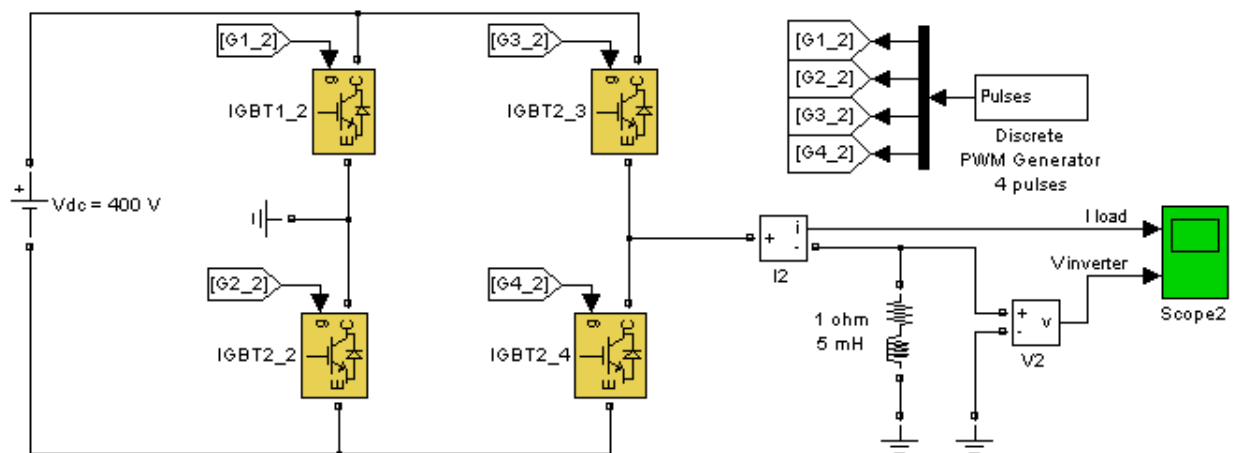 [G1_2]
[G3_2]
[G1_2]
[G2_2]
[G3_2]
[G4_2]
Pulses
Discrete
PWM Generator
4 pulses
g
C
E
IGBT1_2
g
C
E
IGBT2_3
+
Vdc = 400 V
[G2_2]
[G4_2]
g
C
E
IGBT2_2
g
C
E
IGBT2_4
+
i
-
I2
I load
Vinverter
Scope2
1 ohm
5 mH
+
-
v
V2